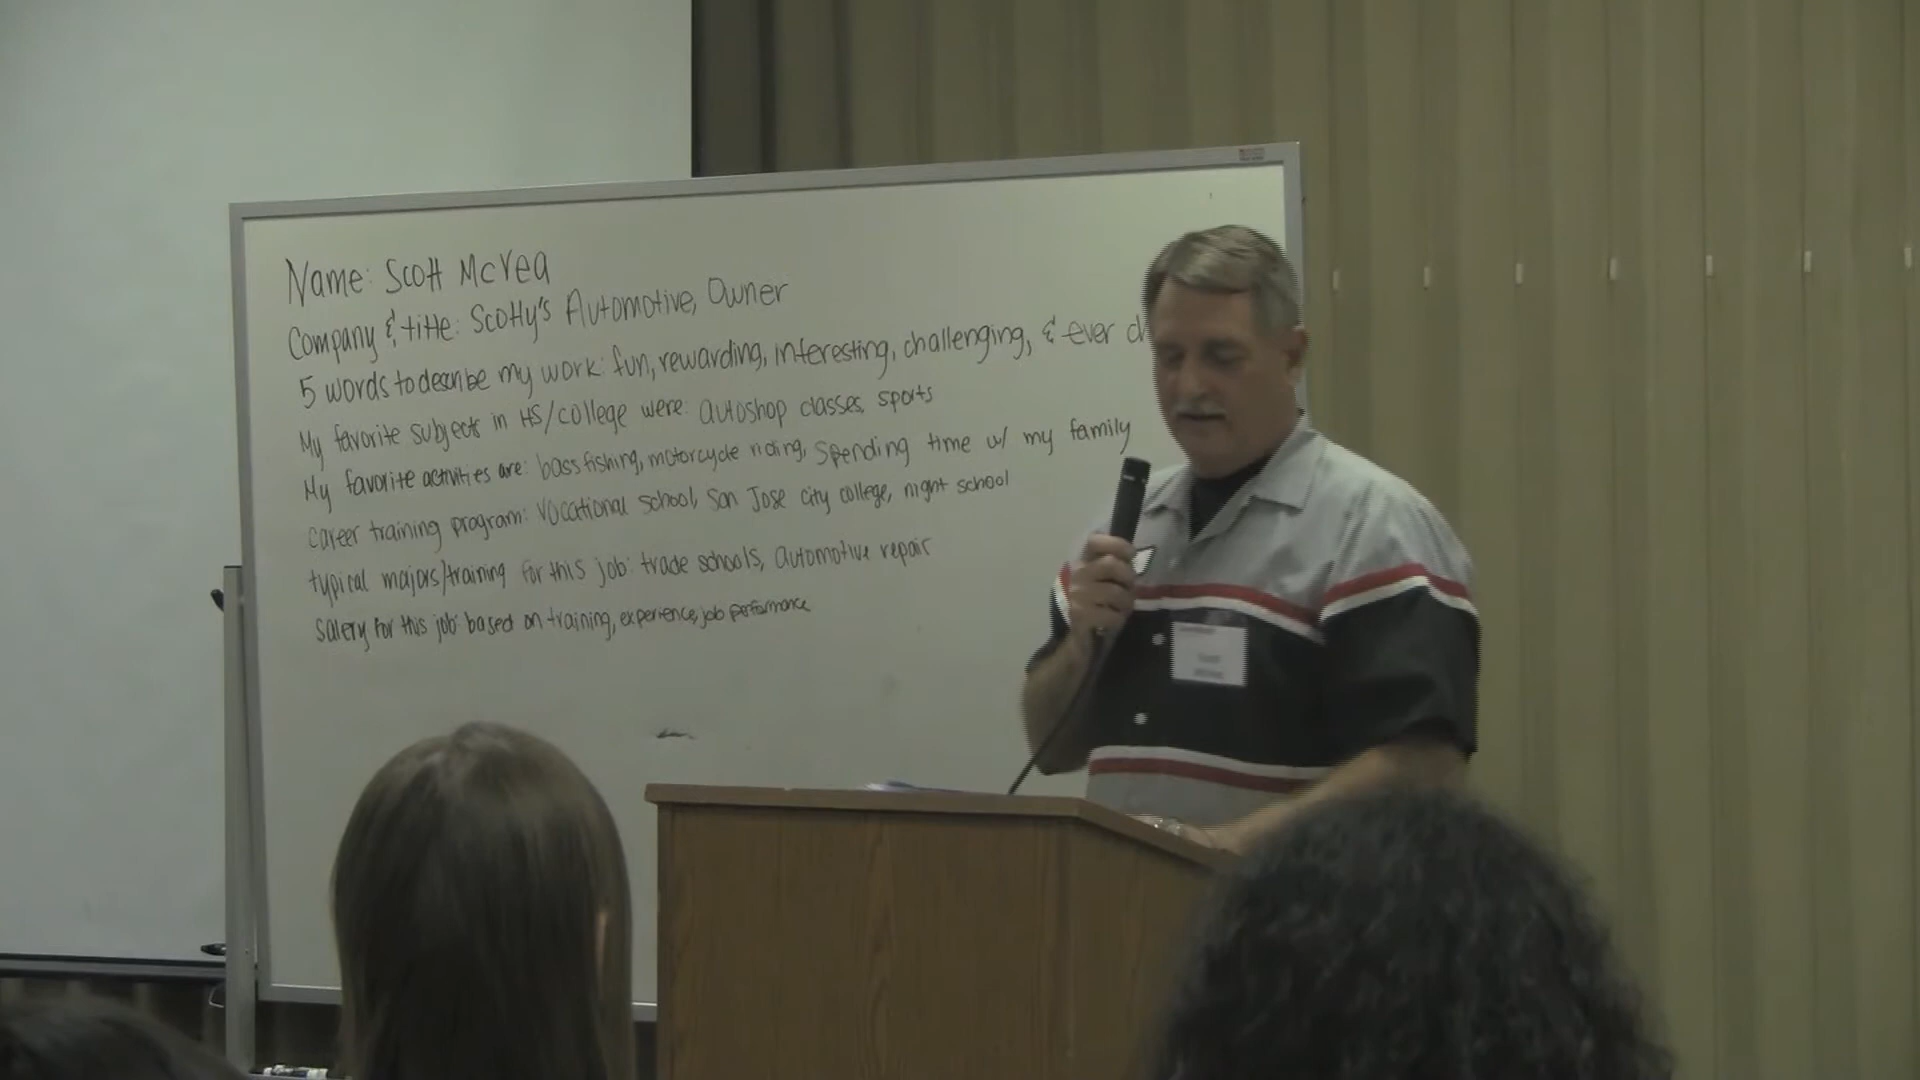 Name: Scott McVea
Company & title: Scotty's Automotive, Owner
5 words to describe my work: fun, rewarding, interesting, challenging, & ever
My favorite subjects in HS/college were: autoshop classes, sports
My favorite activities are: bass fishing, motorcycle riding, spending time w/ my family
career training program: vocational school, San Jose city college, night school
typical majors/training for this job: trade schools, automotive repair
salery for this job: based on training, experience, job performance